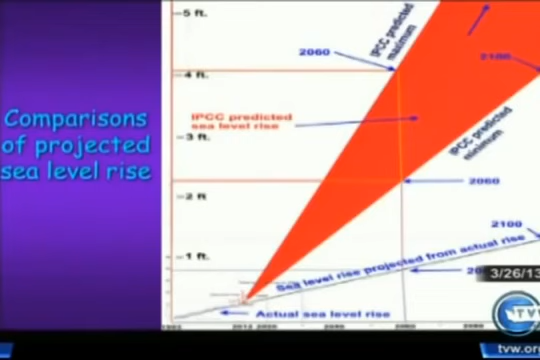 5 ft.
2060
IPCC predicted
maximum
2100
4 ft.
Comparisons
of projected
sea level rise
IPCC predicted
sea level rise
3 ft.
IPCC predicted
minimum
2060
2 ft
2100
1 ft.
Sea level rise projected from actual rise
3/26/13
Actual sea level rise
TVW
tvw.org